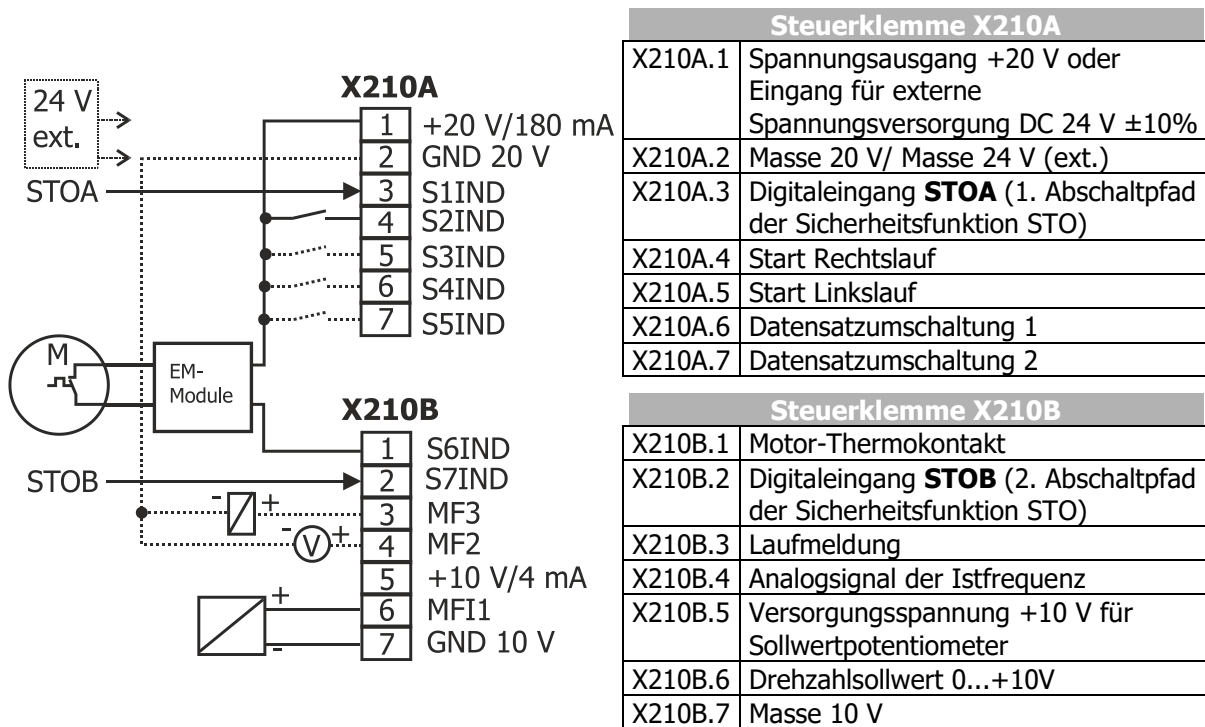 24 V
ext.
STOA
X210A
1 +20 V/180 mA
2 GND 20 V
3 S1IND
4 S2IND
5 S3IND
6 S4IND
7 S5IND
M
EM-
Module
X210B
1 S6IND
STOB
2 S7IND
- + 3 MF3
- V + 4 MF2
5 +10 V/4 mA
+ 6 MFI1
- 7 GND 10 V
Steuerklemme X210A
X210A.1 Spannungsausgang +20 V oder
Eingang für externe
Spannungsversorgung DC 24 V ±10%
X210A.2 Masse 20 V/ Masse 24 V (ext.)
X210A.3 Digitaleingang STOA (1. Abschaltpfad
der Sicherheitsfunktion STO)
X210A.4 Start Rechtslauf
X210A.5 Start Linkslauf
X210A.6 Datensatzumschaltung 1
X210A.7 Datensatzumschaltung 2
Steuerklemme X210B
X210B.1 Motor-Thermokontakt
X210B.2 Digitaleingang STOB (2. Abschaltpfad
der Sicherheitsfunktion STO)
X210B.3 Laufmeldung
X210B.4 Analogsignal der Istfrequenz
X210B.5 Versorgungsspannung +10 V für
Sollwertpotentiometer
X210B.6 Drehzahlsollwert 0...+10V
X210B.7 Masse 10 V